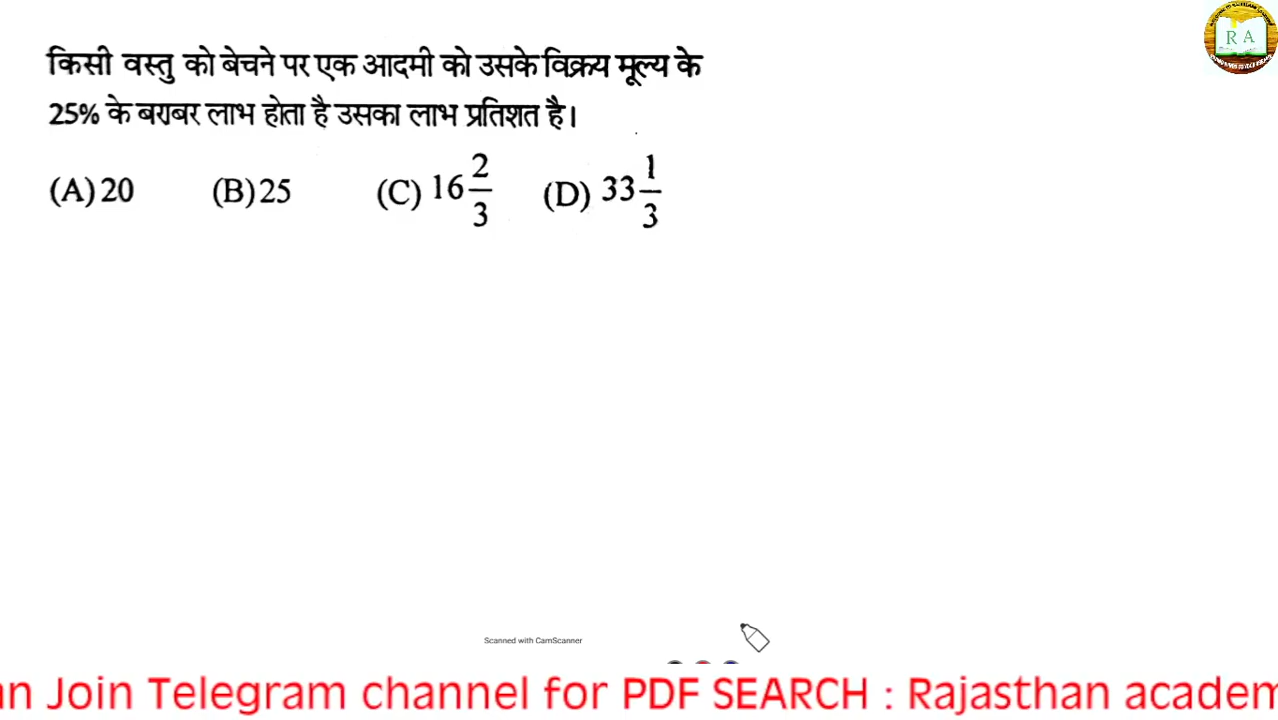 R A
किसी वस्तु को बेचने पर एक आदमी को उसके विक्रय मूल्य के
25% के बराबर लाभ होता है उसका लाभ प्रतिशत है।
(A) 20 (B) 25 (C) 16 2/3 (D) 33 1/3
Scanned with CamScanner
an Join Telegram channel for PDF SEARCH : Rajasthan academ